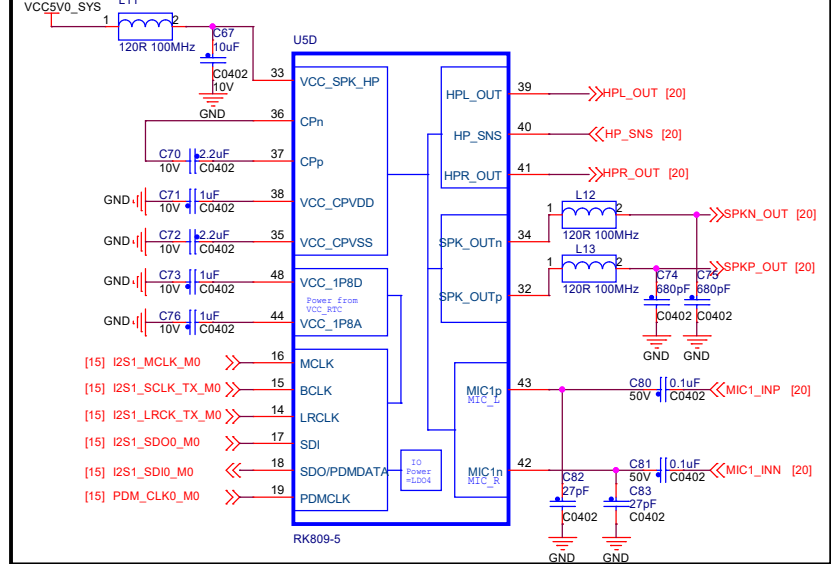 VCC5V0_SYS
1 2
120R 100MHz
C67
10uF
C0402
10V
GND
U5D
33 VCC_SPK_HP
36 CPn
C70 2.2uF 37 CPp
10V C0402
GND C71 1uF 38 VCC_CPVDD
10V C0402
GND C72 2.2uF 35 VCC_CPVSS
10V C0402
GND C73 1uF 48 VCC_1P8D
10V C0402
Power from
VCC_RTC
GND C76 1uF 44 VCC_1P8A
10V C0402
[15] I2S1_MCLK_M0 16 MCLK
[15] I2S1_SCLK_TX_M0 15 BCLK
[15] I2S1_LRCK_TX_M0 14 LRCLK
[15] I2S1_SDO0_M0 17 SDI
[15] I2S1_SDI0_M0 18 SDO/PDMDATA
[15] PDM_CLK0_M0 19 PDMCLK
IO
Power
=LDO4
RK809-5
HPL_OUT 39 HPL_OUT [20]
HP_SNS 40 HP_SNS [20]
HPR_OUT 41 HPR_OUT [20]
L12
SPK_OUTn 34 1 2 SPKN_OUT [20]
120R 100MHz
L13
SPK_OUTp 32 1 2 SPKP_OUT [20]
120R 100MHz
C74 C75
680pF 680pF
C0402 C0402
GND GND
MIC1p 43 C80 0.1uF MIC1_INP [20]
MIC_L 50V C0402
MIC1n 42 C81 0.1uF MIC1_INN [20]
MIC_R 50V C0402
C82
27pF
C0402
C83
27pF
C0402
GND GND